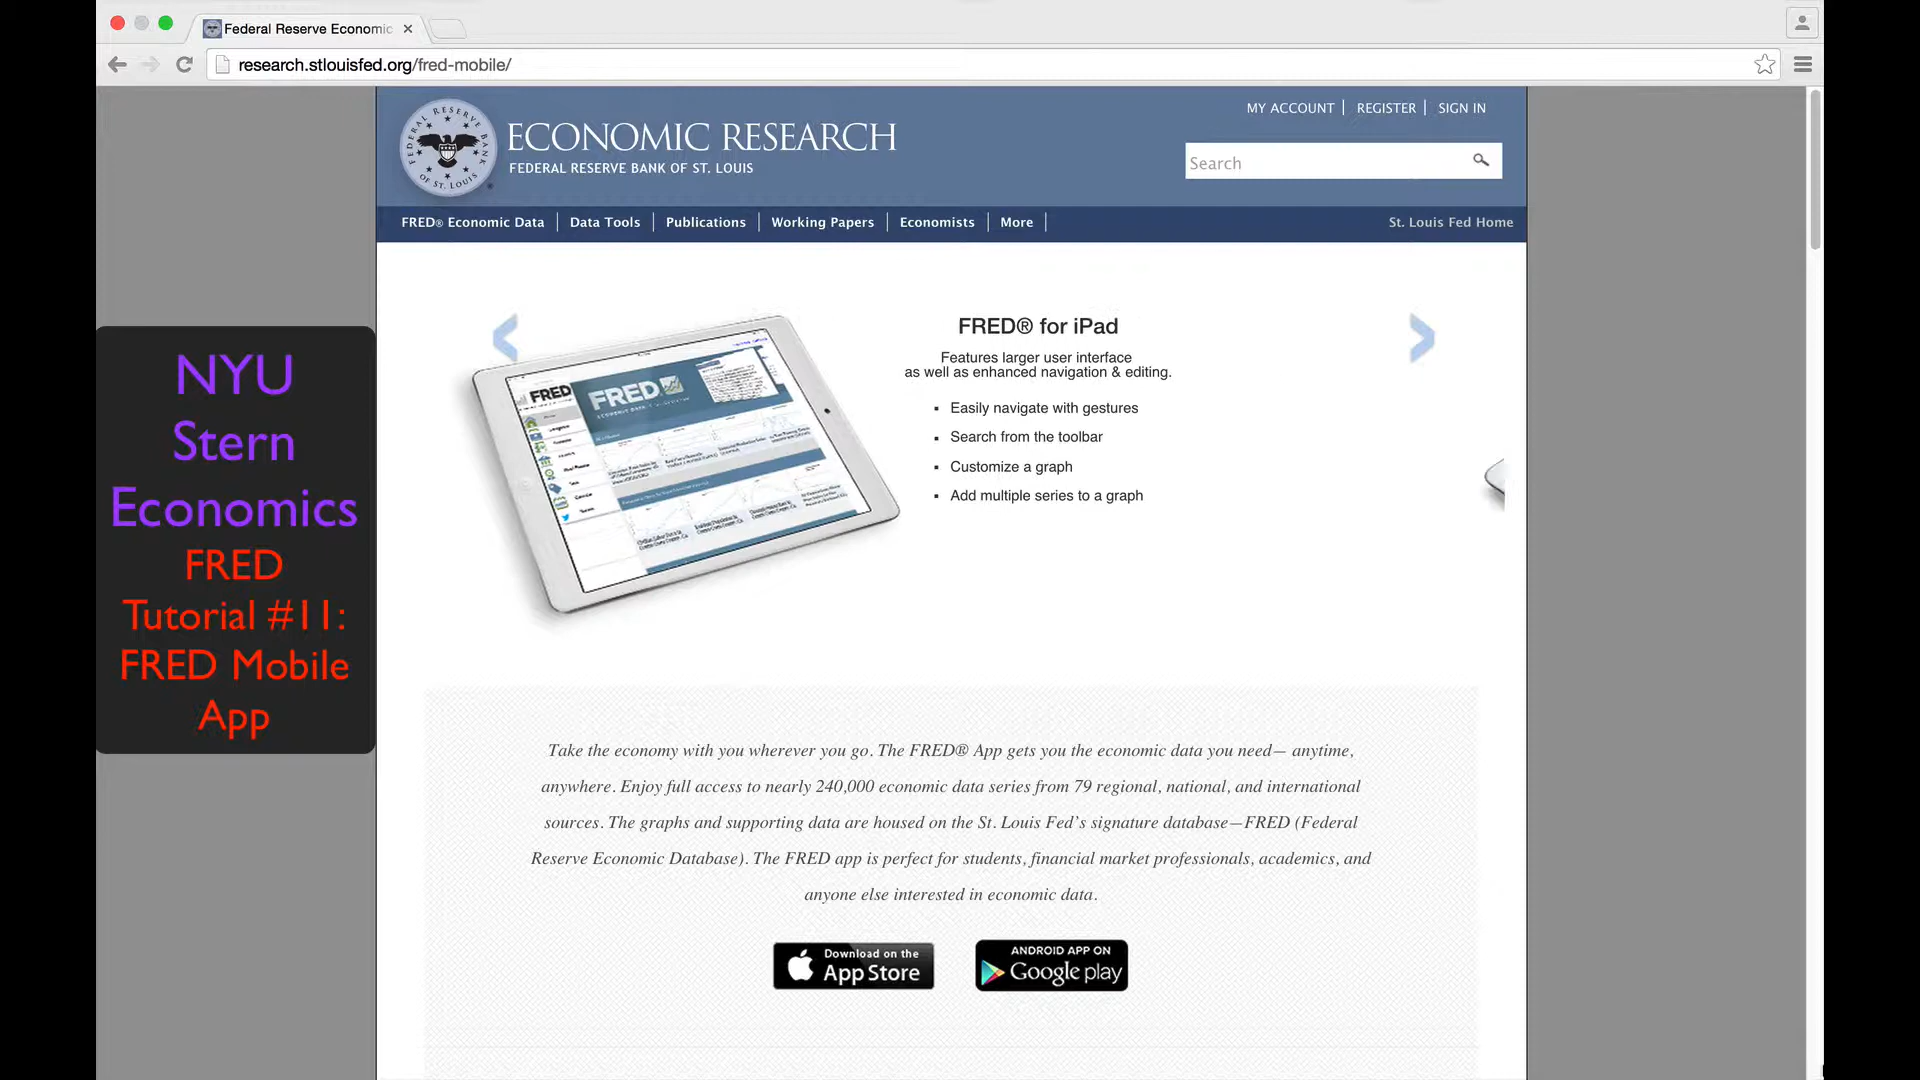 Federal Reserve Economic
research.stlouisfed.org/fred-mobile/
MY ACCOUNT | REGISTER | SIGN IN
FEDERAL RESERVE BANK OF ST. LOUIS
ECONOMIC RESEARCH
FEDERAL RESERVE BANK OF ST. LOUIS
Search
FRED® Economic Data | Data Tools | Publications | Working Papers | Economists | More | St. Louis Fed Home
NYU
Stern
Economics
FRED
Tutorial #11:
FRED Mobile
App
FRED
FRED
FRED® for iPad
Features larger user interface
as well as enhanced navigation & editing.
▪ Easily navigate with gestures
▪ Search from the toolbar
▪ Customize a graph
▪ Add multiple series to a graph
Take the economy with you wherever you go. The FRED® App gets you the economic data you need— anytime,
anywhere. Enjoy full access to nearly 240,000 economic data series from 79 regional, national, and international
sources. The graphs and supporting data are housed on the St. Louis Fed's signature database—FRED (Federal
Reserve Economic Database). The FRED app is perfect for students, financial market professionals, academics, and
anyone else interested in economic data.
Download on the
App Store
ANDROID APP ON
Google play